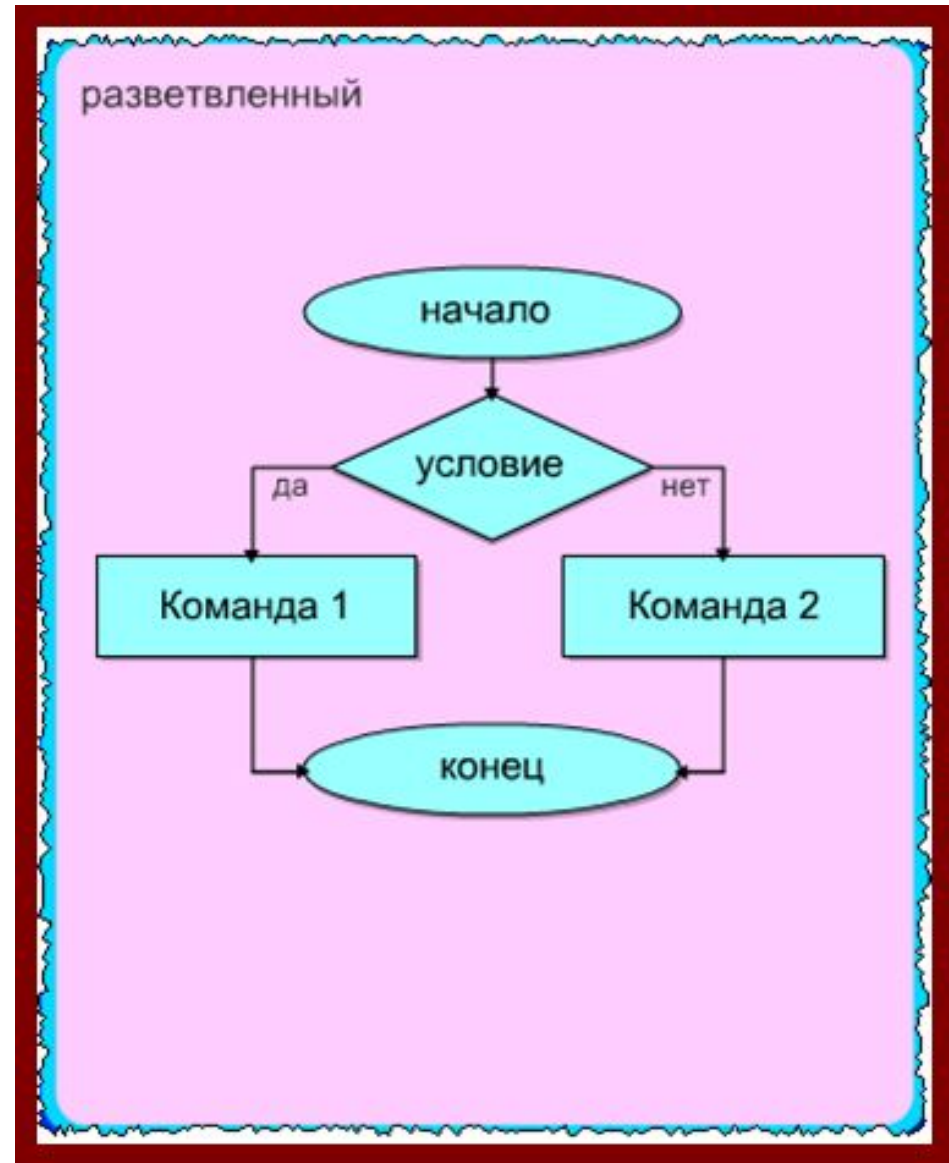 разветвленный
начало
условие
да
нет
Команда 1
Команда 2
конец